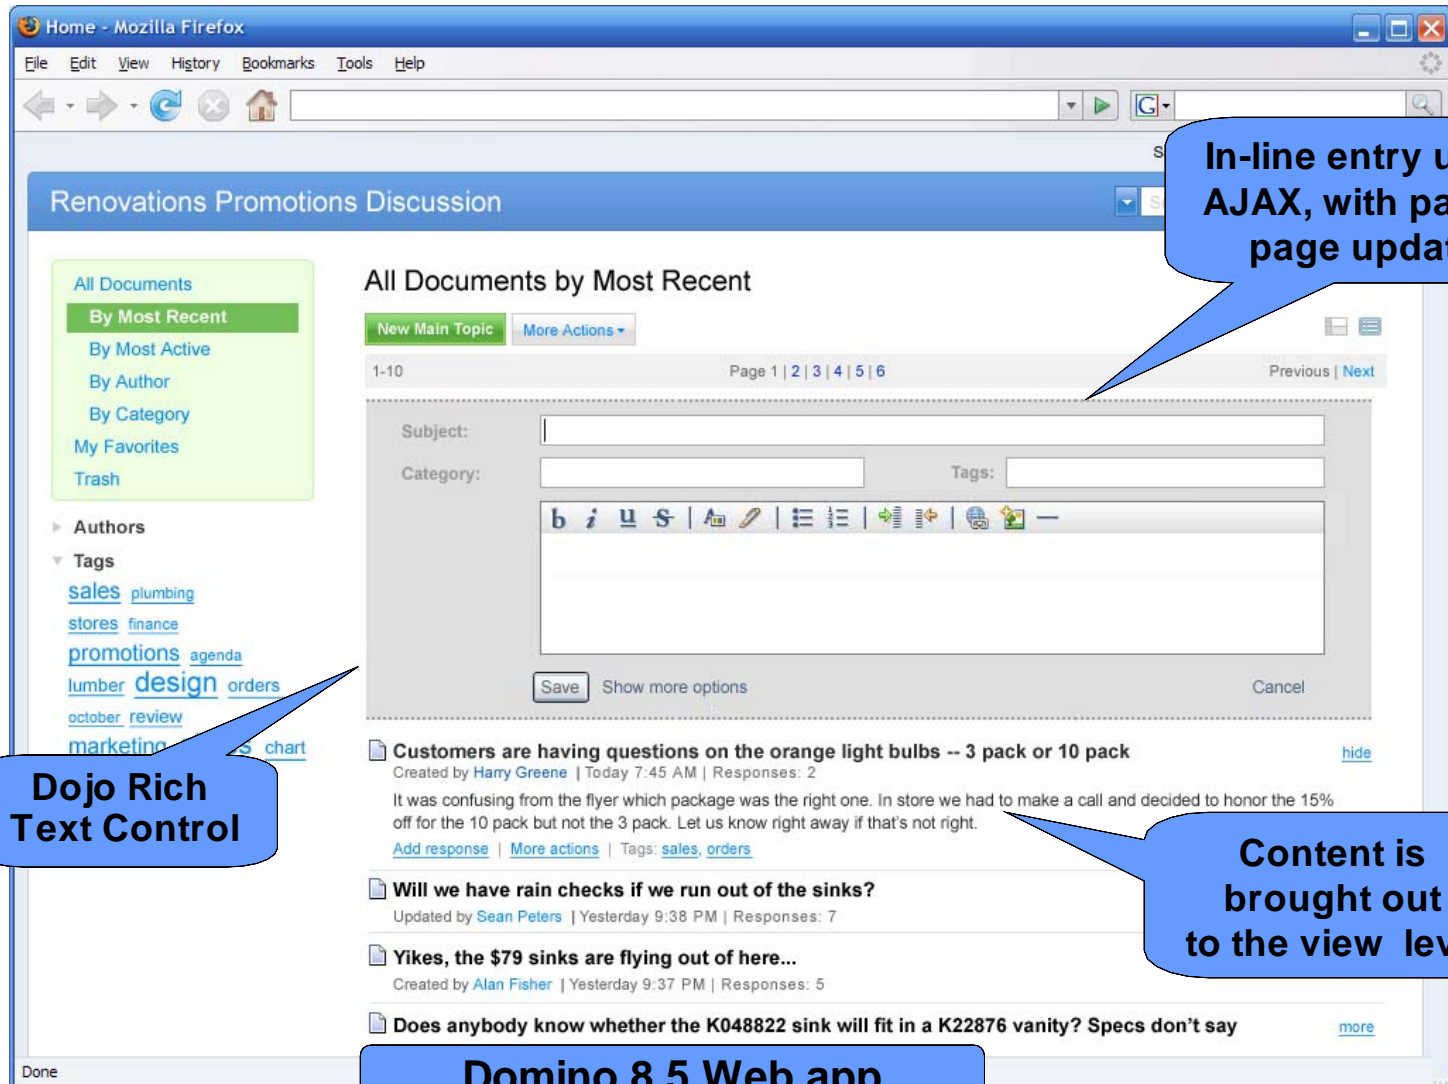 Home - Mozilla Firefox
File Edit View History Bookmarks Tools Help
G
In-line entry
AJAX, with
page
Renovations Promotions Discussion
All Documents
By Most Recent
By Most Active
By Author
By Category
My Favorites
Trash
Authors
Tags
sales plumbing
stores finance
promotions agenda
lumber design orders
october review
marketing chart
Dojo Rich
Text Control
All Documents by Most Recent
New Main Topic More Actions
1-10 Page 1 | 2 | 3 | 4 | 5 | 6 Previous | Next
Subject:
Category: Tags:
b i u S
Save Show more options Cancel
Customers are having questions on the orange light bulbs -- 3 pack or 10 pack hide
Created by Harry Greene | Today 7:45 AM | Responses: 2
It was confusing from the flyer which package was the right one. In store we had to make a call and decided to honor the 15%
off for the 10 pack but not the 3 pack. Let us know right away if that's not right.
Add response | More actions | Tags: sales, orders
Will we have rain checks if we run out of the sinks?
Updated by Sean Peters | Yesterday 9:38 PM | Responses: 7
Yikes, the $79 sinks are flying out of here...
Created by Alan Fisher | Yesterday 9:37 PM | Responses: 5
Does anybody know whether the K048822 sink will fit in a K22876 vanity? Specs don't say more
Content is
brought out
to the view
Domino 8.5 Web app
Done